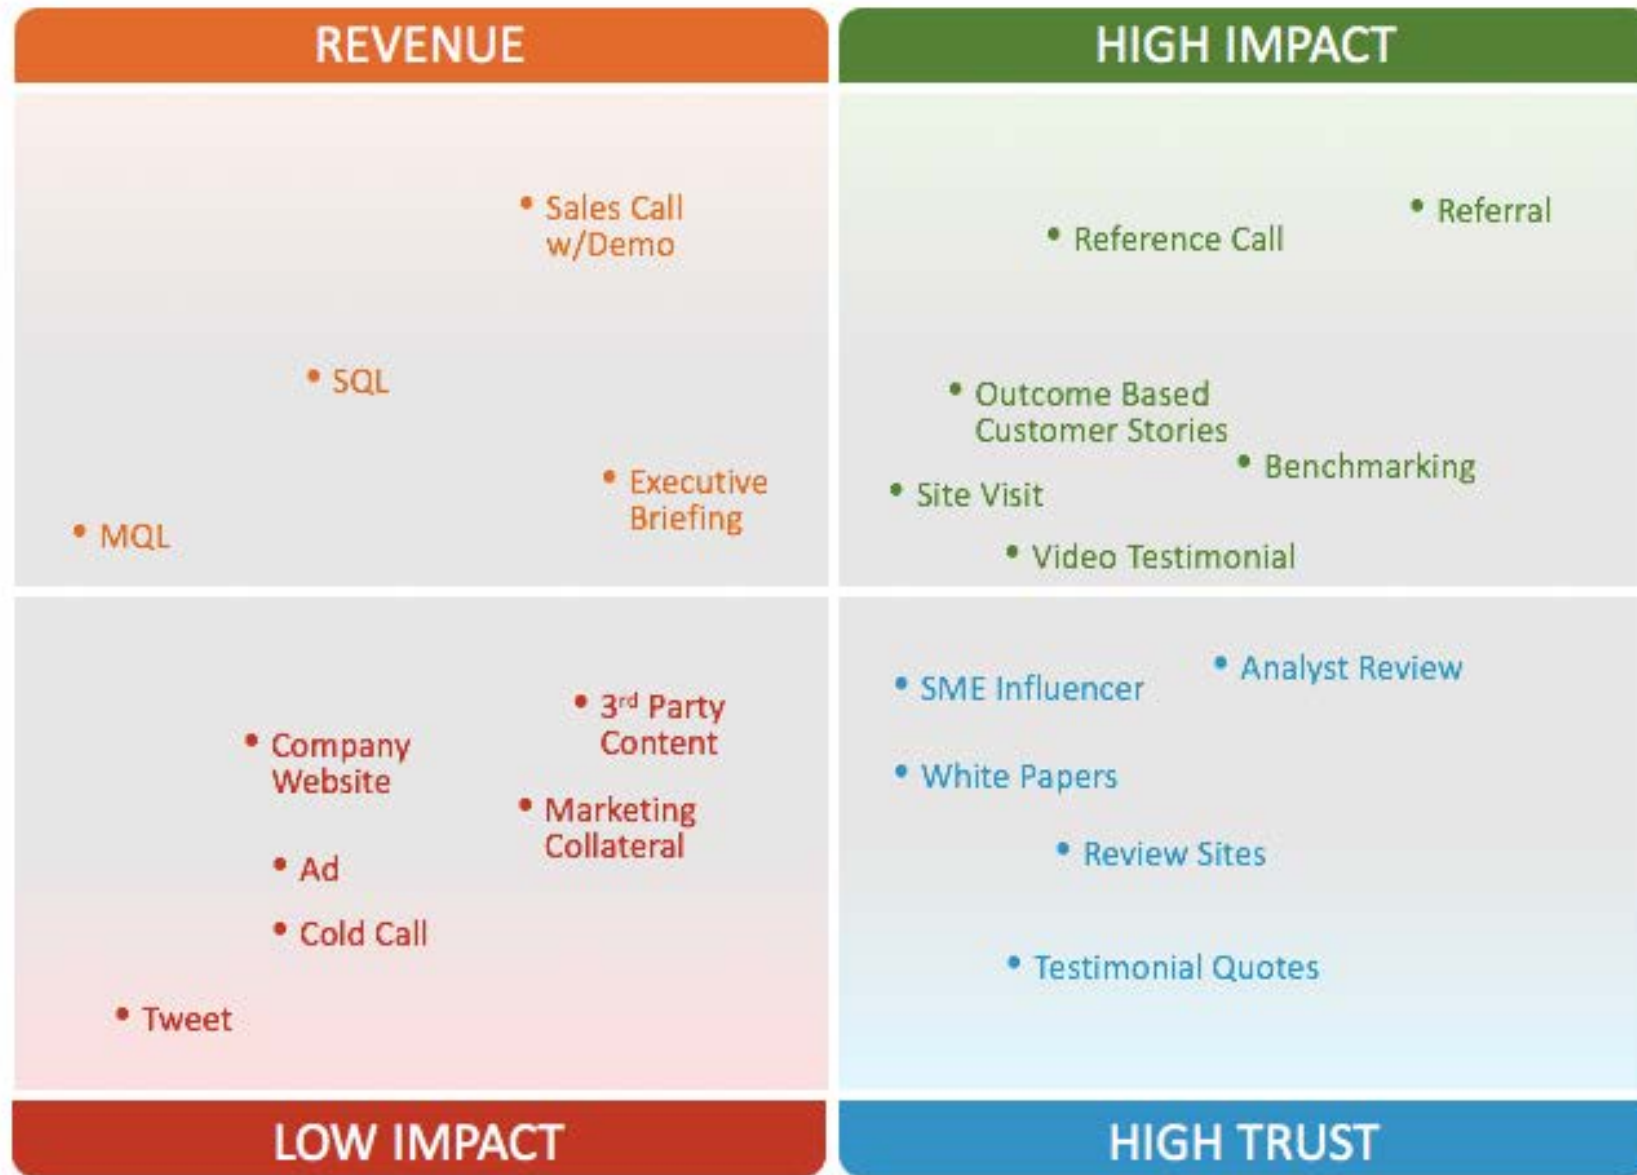 REVENUE
• Sales Call
w/Demo
• SQL
• Executive
Briefing
• MQL
HIGH IMPACT
• Referral
• Reference Call
• Outcome Based
Customer Stories
• Benchmarking
• Site Visit
• Video Testimonial
• 3rd Party
Content
• Company
Website
• Marketing
Collateral
• Ad
• Cold Call
• Tweet
LOW IMPACT
• Analyst Review
• SME Influencer
• White Papers
• Review Sites
• Testimonial Quotes
HIGH TRUST